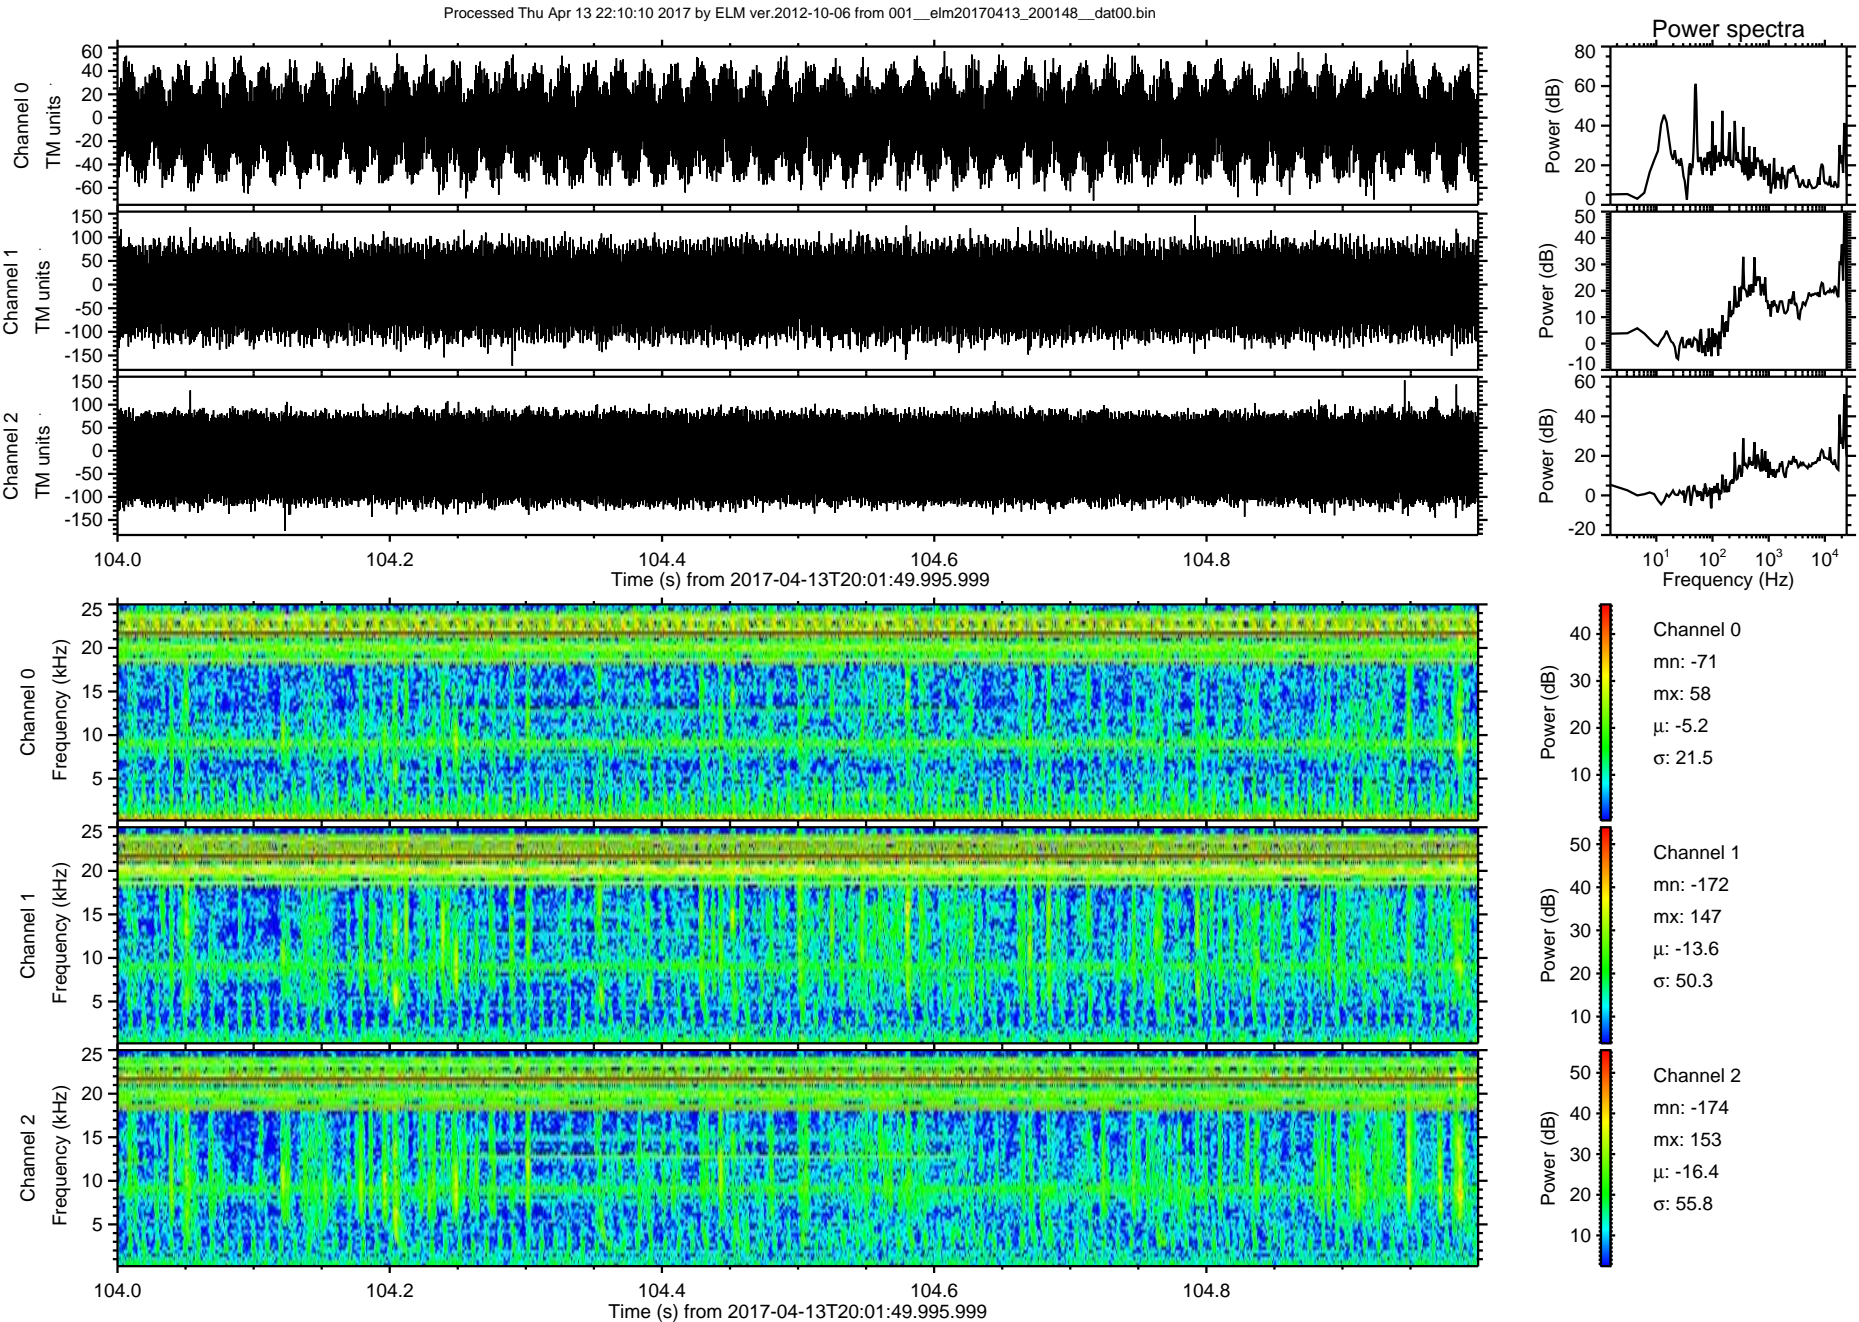 Processed Thu Apr 13 22:10:10 2017 by ELM ver.2012-10-06 from 001__elm20170413_200148__dat00.bin
Power spectra
Channel 0
TM units
60
40
20
0
-20
-40
-60
Power (dB)
80
60
40
20
0
Channel 1
TM units
150
100
50
0
-50
-100
-150
Power (dB)
50
40
30
20
10
0
-10
Channel 2
TM units
150
100
50
0
-50
-100
-150
Power (dB)
60
40
20
0
-20
104.0 104.2 104.4 104.6 104.8
Time (s) from 2017-04-13T20:01:49.995.999
10^1 10^2 10^3 10^4
Frequency (Hz)
Channel 0
Frequency (kHz)
25
20
15
10
5
Power (dB)
40
30
20
10
Channel 0
mn: -71
mx: 58
μ: -5.2
σ: 21.5
Channel 1
Frequency (kHz)
25
20
15
10
5
Power (dB)
50
40
30
20
10
Channel 1
mn: -172
mx: 147
μ: -13.6
σ: 50.3
Channel 2
Frequency (kHz)
25
20
15
10
5
Power (dB)
50
40
30
20
10
Channel 2
mn: -174
mx: 153
μ: -16.4
σ: 55.8
104.0 104.2 104.4 104.6 104.8
Time (s) from 2017-04-13T20:01:49.995.999